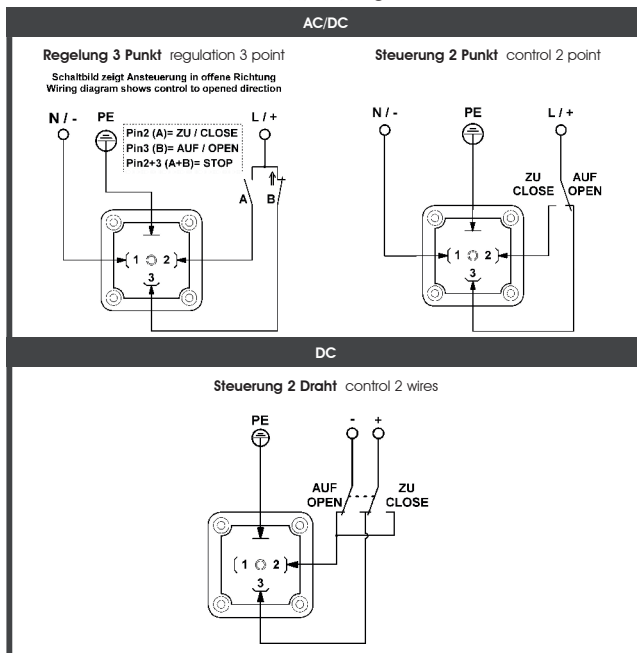 AC/DC
Regelung 3 Punkt regulation 3 point
Schaltbild zeigt Ansteuerung in offene Richtung
Wiring diagram shows control to opened direction
N / -
PE
L / +
Pin2 (A)= ZU / CLOSE
Pin3 (B)= AUF / OPEN
Pin2+3 (A+B)= STOP
A
B
1
2
3
Steuerung 2 Punkt control 2 point
N / -
PE
L / +
ZU
CLOSE
AUF
OPEN
1
2
3
DC
Steuerung 2 Draht control 2 wires
PE
-
+
AUF
OPEN
ZU
CLOSE
1
2
3